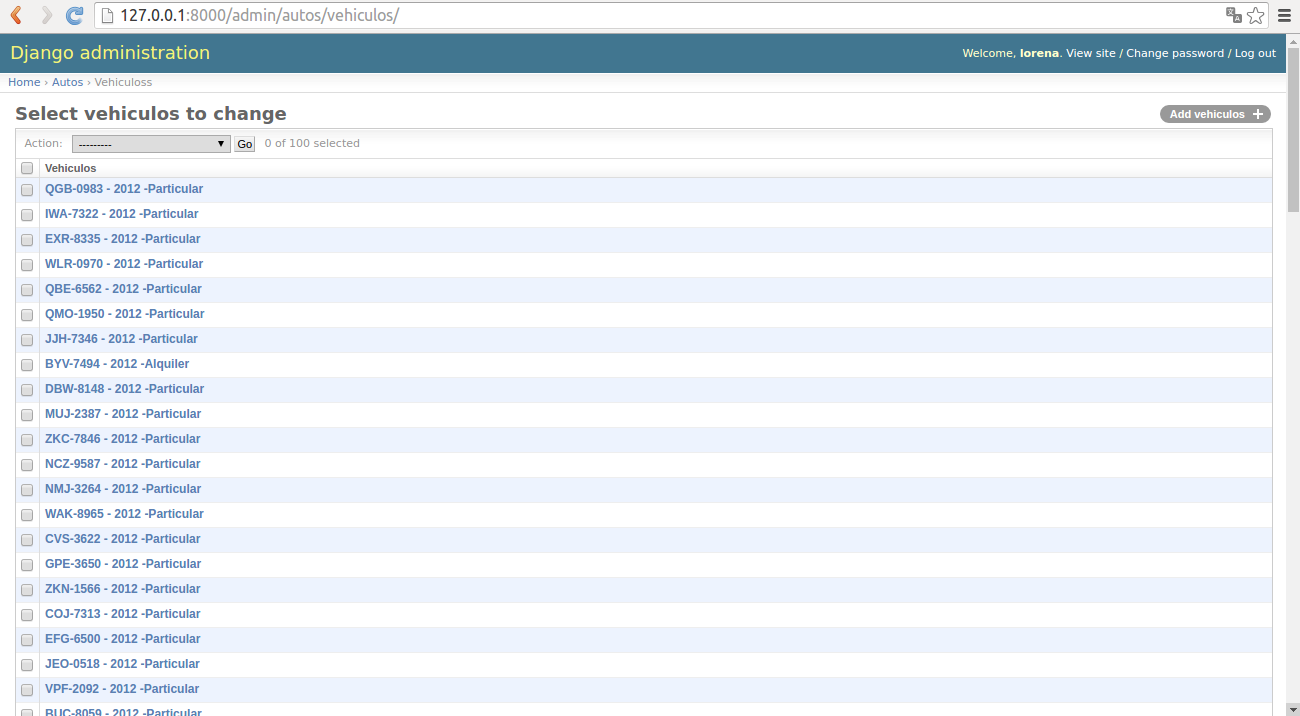 127.0.0.1:8000/admin/autos/vehiculos/
Django administration
Welcome, lorena. View site / Change password / Log out
Home › Autos › Vehiculoss
Select vehiculos to change
Add vehiculos +
Action: --------- Go 0 of 100 selected
Vehiculos
QGB-0983 - 2012 -Particular
IWA-7322 - 2012 -Particular
EXR-8335 - 2012 -Particular
WLR-0970 - 2012 -Particular
QBE-6562 - 2012 -Particular
QMO-1950 - 2012 -Particular
JJH-7346 - 2012 -Particular
BYV-7494 - 2012 -Alquiler
DBW-8148 - 2012 -Particular
MUJ-2387 - 2012 -Particular
ZKC-7846 - 2012 -Particular
NCZ-9587 - 2012 -Particular
NMJ-3264 - 2012 -Particular
WAK-8965 - 2012 -Particular
CVS-3622 - 2012 -Particular
GPE-3650 - 2012 -Particular
ZKN-1566 - 2012 -Particular
COJ-7313 - 2012 -Particular
EFG-6500 - 2012 -Particular
JEO-0518 - 2012 -Particular
VPF-2092 - 2012 -Particular
BUC-8059 - 2012 -Particular